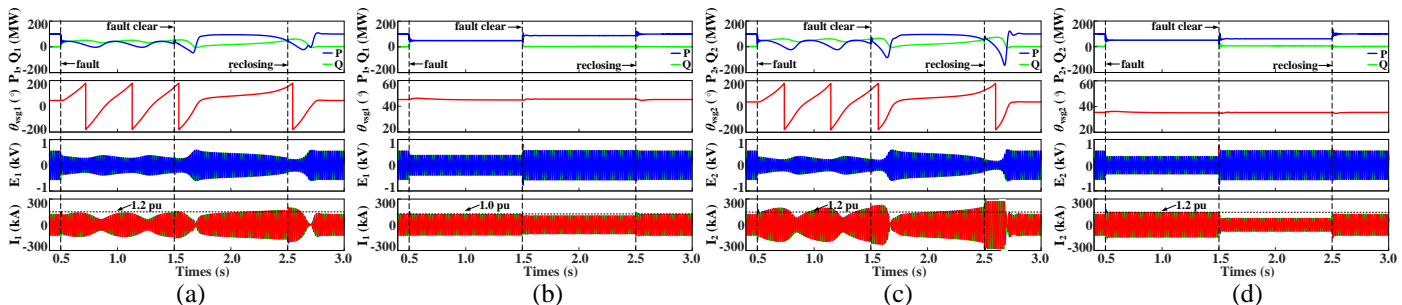 P1, Q1 (MW)
200
0
-200
fault clear
P
Q
fault
reclosing
θvsg1 (°)
200
0
-200
E1 (kV)
1
0
-1
I1 (kA)
300
0
-300
1.2 pu
0.5 1.0 1.5 2.0 2.5 3.0
Times (s)
(a)
P1, Q1 (MW)
200
0
-200
fault clear
P
Q
fault
reclosing
θvsg1 (°)
60
40
20
E1 (kV)
1
0
-1
I1 (kA)
300
0
-300
1.0 pu
0.5 1.0 1.5 2.0 2.5 3.0
Times (s)
(b)
P2, Q2 (MW)
200
0
-200
fault clear
P
Q
fault
reclosing
θvsg2 (°)
200
0
-200
E2 (kV)
1
0
-1
I2 (kA)
300
0
-300
1.2 pu
0.5 1.0 1.5 2.0 2.5 3.0
Times (s)
(c)
P2, Q2 (MW)
200
0
-200
fault clear
P
Q
fault
reclosing
θvsg2 (°)
60
40
20
E2 (kV)
1
0
-1
I2 (kA)
300
0
-300
1.2 pu
0.5 1.0 1.5 2.0 2.5 3.0
Times (s)
(d)